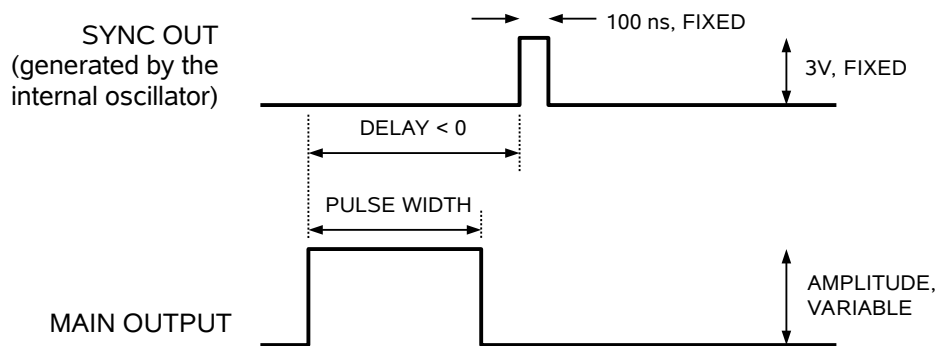 SYNC OUT
(generated by the
internal oscillator)
100 ns, FIXED
3V, FIXED
DELAY < 0
PULSE WIDTH
MAIN OUTPUT
AMPLITUDE,
VARIABLE